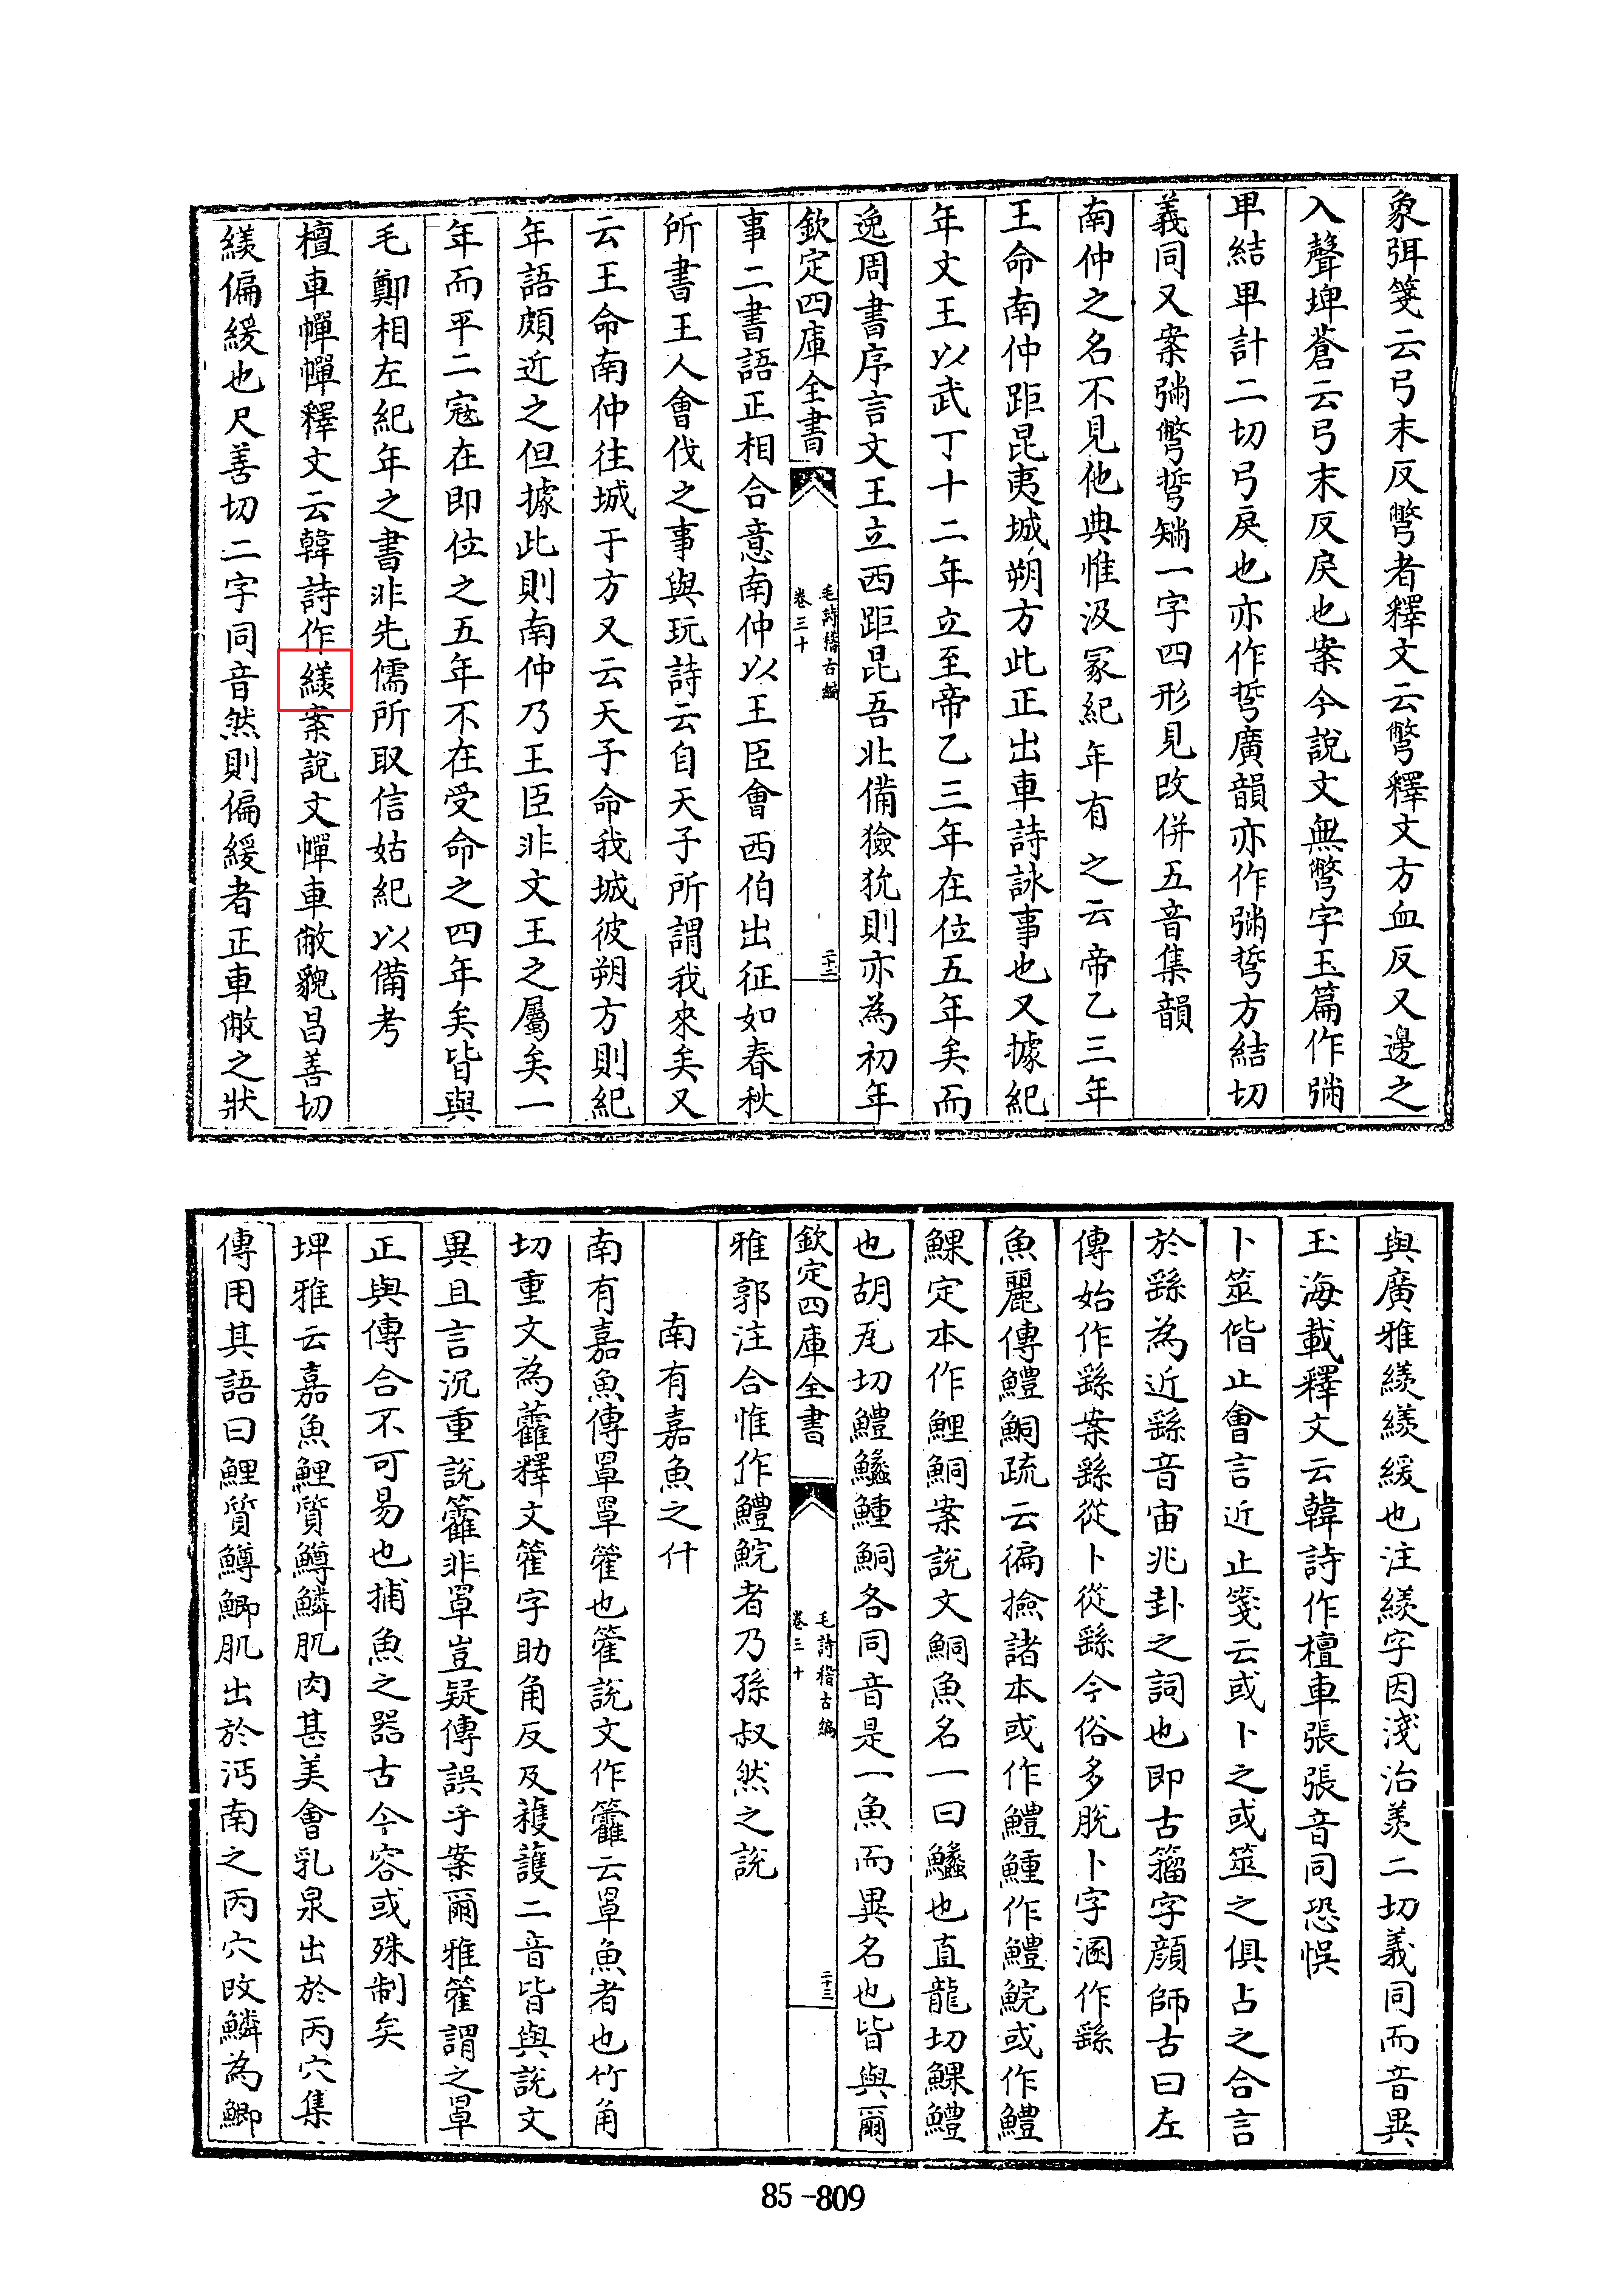 象弭箋云弓末反彆者釋文云彆釋文方血反又邊之
入聲埤蒼云弓末反戾也案今說文無彆字玉篇作
畢結畢計二切弓戾也亦作廣韻亦作方結切
義同又案彆一字四形見改併五音集韻
南仲之名不見他典惟汲冢紀年有之云帝乙三年
王命南仲距昆夷城朔方此正出車詩詠事也又據紀
年文王以武丁十二年立至帝乙三年在位五年矣而
逸周書序言文王立西距昆吾北備獫狁則亦為初年
欽定四庫全書
毛詩稽古編
卷三十
二十二
事二書語正相合意南仲以王臣會西伯出征如春秋
所書王人會伐之事與玩詩云自天子所謂我來矣又
云王命南仲往城于方又云天子命我城彼朔方則紀
年語頗近之但據此則南仲乃王臣非文王之屬矣一
年而平二寇在即位之五年不在受命之四年矣皆與
毛鄭相左紀年之書非先儒所取信姑紀以備考
檀車幝幝釋文云韓詩作⿰糹羨案說文幝車敝貌昌善切
⿰糹羨偏緩也尺善切二字同音然則偏緩者正車敝之狀
與廣雅⿰糹羨⿰糹羨緩也注⿰糹羨字因淺治羨二切義同而音異
玉海載釋文云韓詩作檀車張張音同恐悞
卜筮偕止會言近止箋云或卜之或筮之俱占之合言
於繇為近繇音宙兆卦之詞也即古籀字顏師古曰左
傳始作繇案繇從卜從繇今俗多脫卜字溷作繇
魚麗傳鱧鮦疏云徧撿諸本或作鱧鯶作鱧鯇或作鱧
鰥定本作鯉鮦案說文鮦魚名一曰鱺也直龍切鰥鱧
也胡瓦切鱧鱺鯶鮦各同音是一魚而異名也皆與爾
欽定四庫全書
毛詩稽古編
卷三十
二十三
雅郭注合惟作鱧鯇者乃孫叔然之說
南有嘉魚之什
南有嘉魚傳罩罩籗也籗說文作籱云罩魚者也竹角
切重文為藿釋文籗字助角反及穫護二音皆與說文
異且言沉重說籱非罩豈疑傳誤乎案爾雅籗謂之罩
正與傳合不可易也捕魚之器古今容或殊制矣
埤雅云嘉魚鯉質鱒鱗肌肉甚美會乳泉出於丙穴集
傳用其語曰鯉質鱒鯽肌出於沔南之丙穴改鱗為鯽
85-809